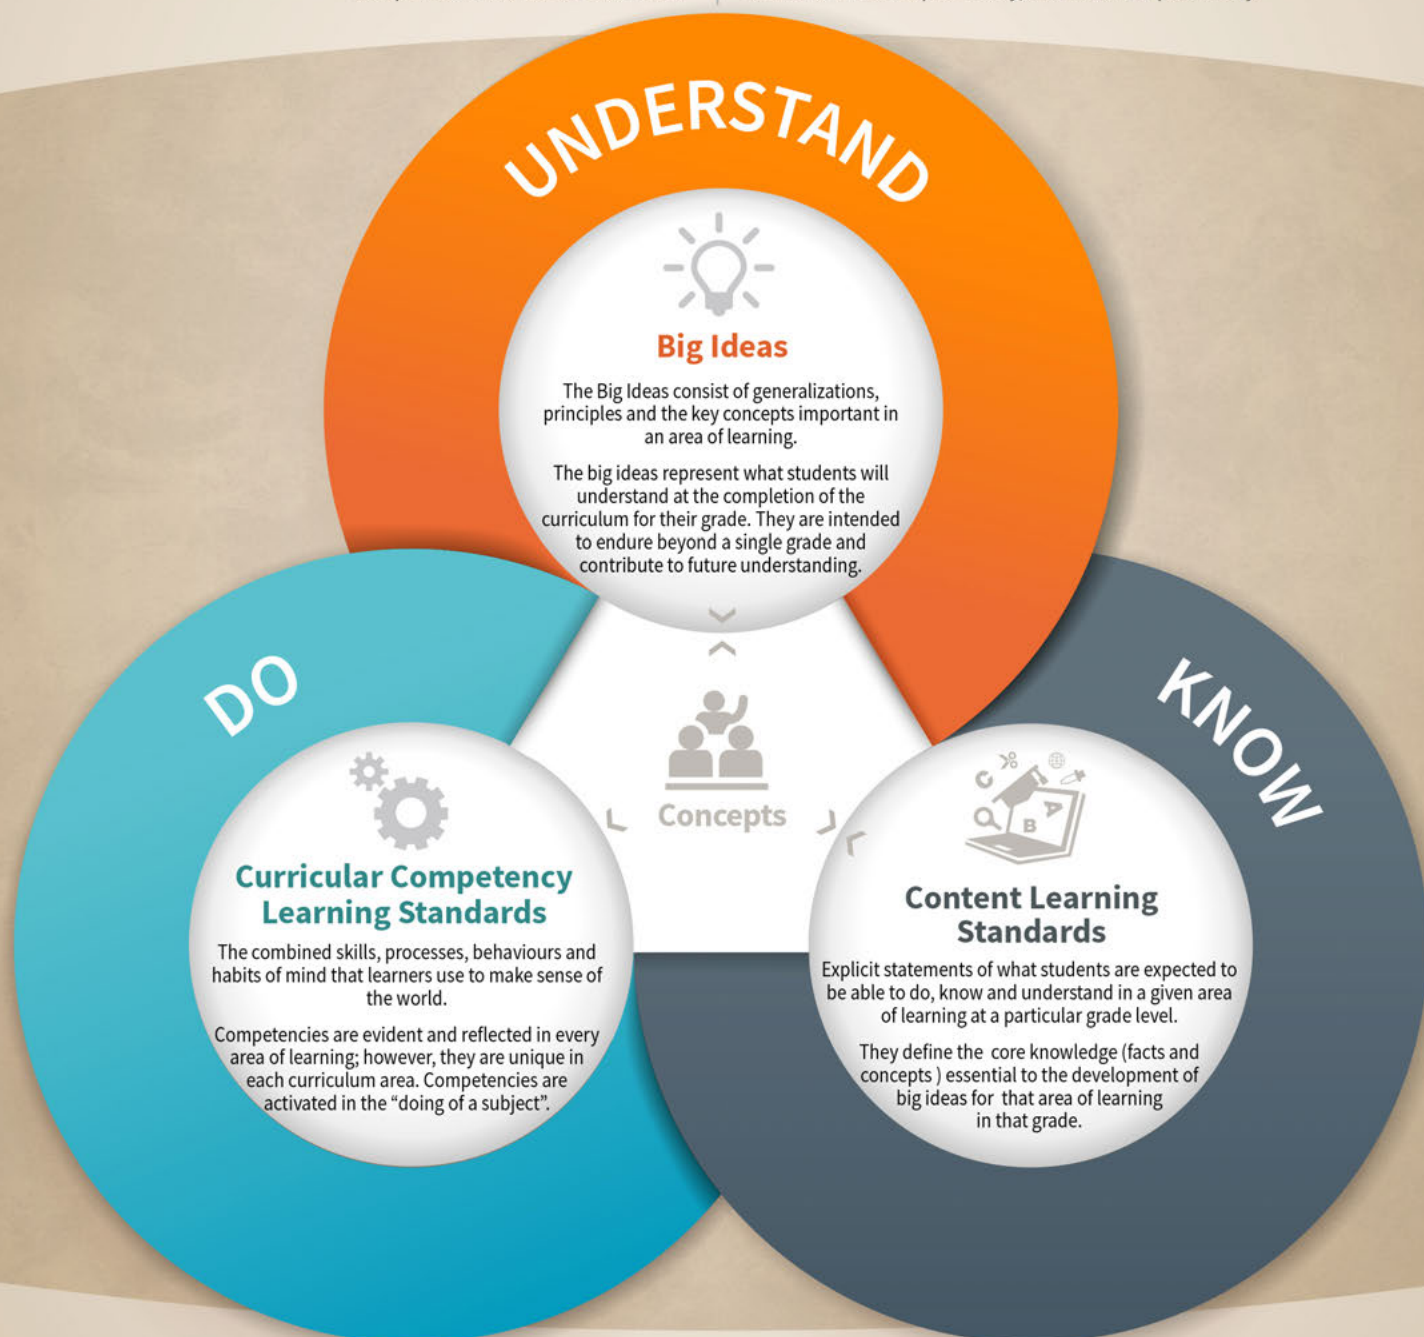 UNDERSTAND
Big Ideas
The Big Ideas consist of generalizations,
principles and the key concepts important in
an area of learning.
The big ideas represent what students will
understand at the completion of the
curriculum for their grade. They are intended
to endure beyond a single grade and
contribute to future understanding.
DO
Curricular Competency
Learning Standards
The combined skills, processes, behaviours and
habits of mind that learners use to make sense of
the world.
Competencies are evident and reflected in every
area of learning; however, they are unique in
each curriculum area. Competencies are
activated in the “doing of a subject”.
Concepts
KNOW
A
B
Content Learning
Standards
Explicit statements of what students are expected to
be able to do, know and understand in a given area
of learning at a particular grade level.
They define the core knowledge (facts and
concepts ) essential to the development of
big ideas for that area of learning
in that grade.